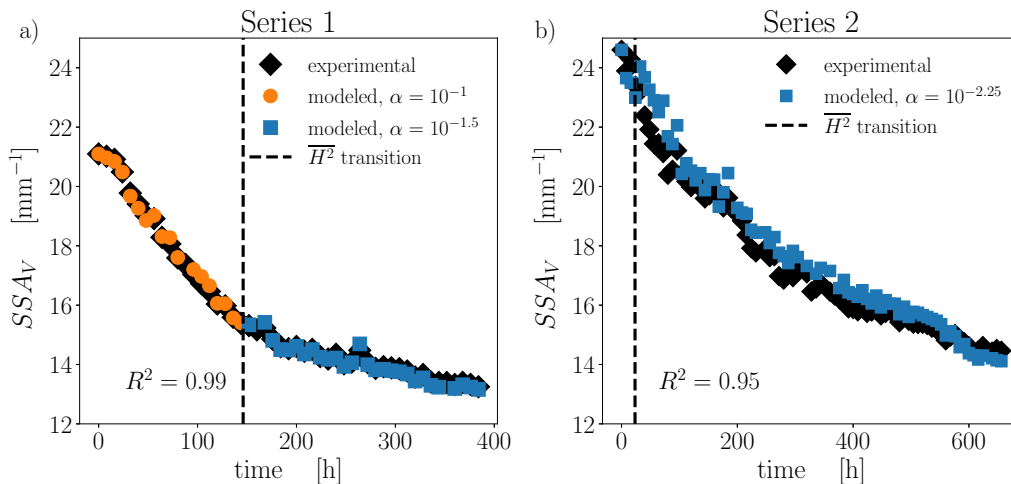 Series 1
a)
24
22
20
18
16
14
12
SSA_V [mm⁻¹]
experimental
modeled, α = 10⁻¹
modeled, α = 10⁻¹·⁵
H̅²̅ transition
R² = 0.99
0 100 200 300 400
time [h]
Series 2
b)
24
22
20
18
16
14
12
SSA_V [mm⁻¹]
experimental
modeled, α = 10⁻²·²⁵
H̅²̅ transition
R² = 0.95
0 200 400 600
time [h]